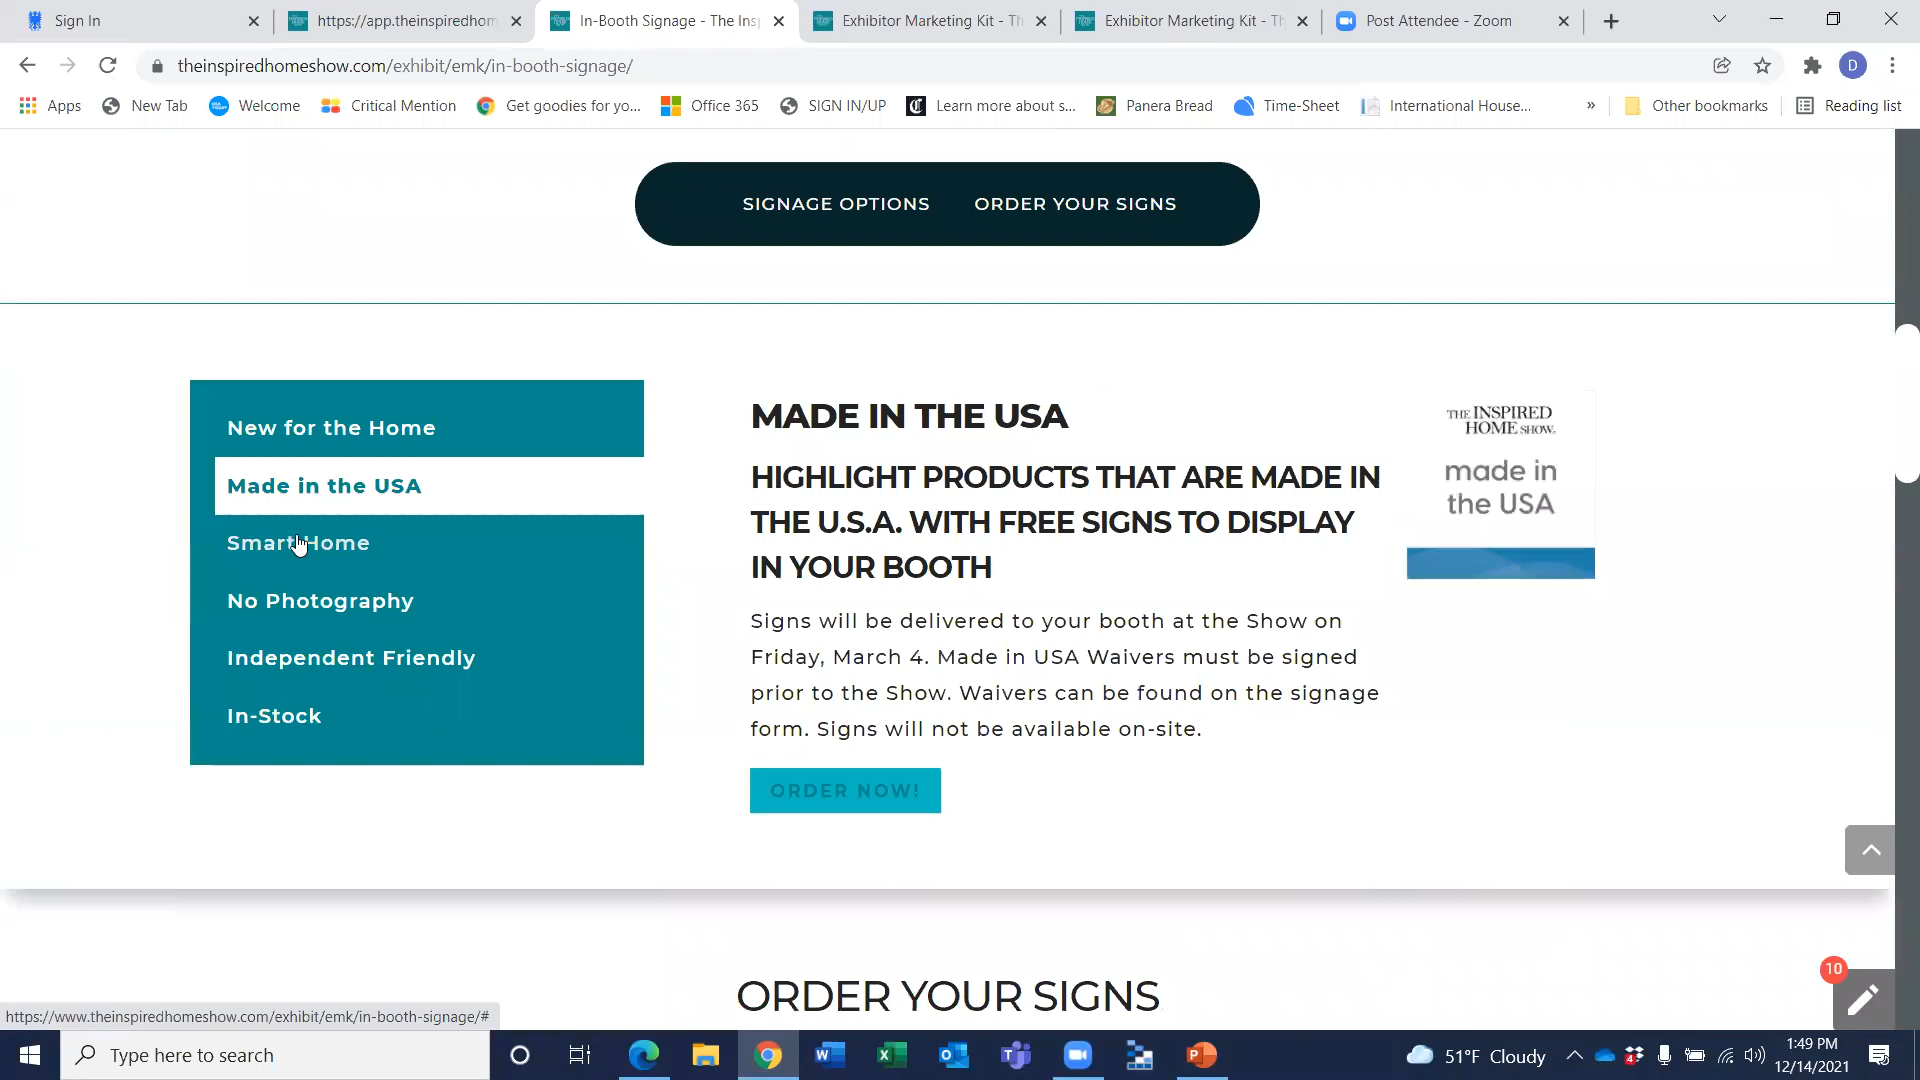 Sign In
https://app.theinspiredhom
In-Booth Signage - The Insp
Exhibitor Marketing Kit - Th
Exhibitor Marketing Kit - Th
Post Attendee - Zoom
theinspiredhomeshow.com/exhibit/emk/in-booth-signage/
D
Apps
New Tab
Welcome
Critical Mention
Get goodies for yo...
Office 365
SIGN IN/UP
Learn more about s...
Panera Bread
Time-Sheet
International House...
»
Other bookmarks
Reading list
SIGNAGE OPTIONS
ORDER YOUR SIGNS
New for the Home
Made in the USA
Smart Home
No Photography
Independent Friendly
In-Stock
MADE IN THE USA
HIGHLIGHT PRODUCTS THAT ARE MADE IN
THE U.S.A. WITH FREE SIGNS TO DISPLAY
IN YOUR BOOTH
Signs will be delivered to your booth at the Show on
Friday, March 4. Made in USA Waivers must be signed
prior to the Show. Waivers can be found on the signage
form. Signs will not be available on-site.
ORDER NOW!
THE INSPIRED
HOME SHOW®
made in
the USA
ORDER YOUR SIGNS
10
https://www.theinspiredhomeshow.com/exhibit/emk/in-booth-signage/#
Type here to search
51°F Cloudy
4
1:49 PM
12/14/2021